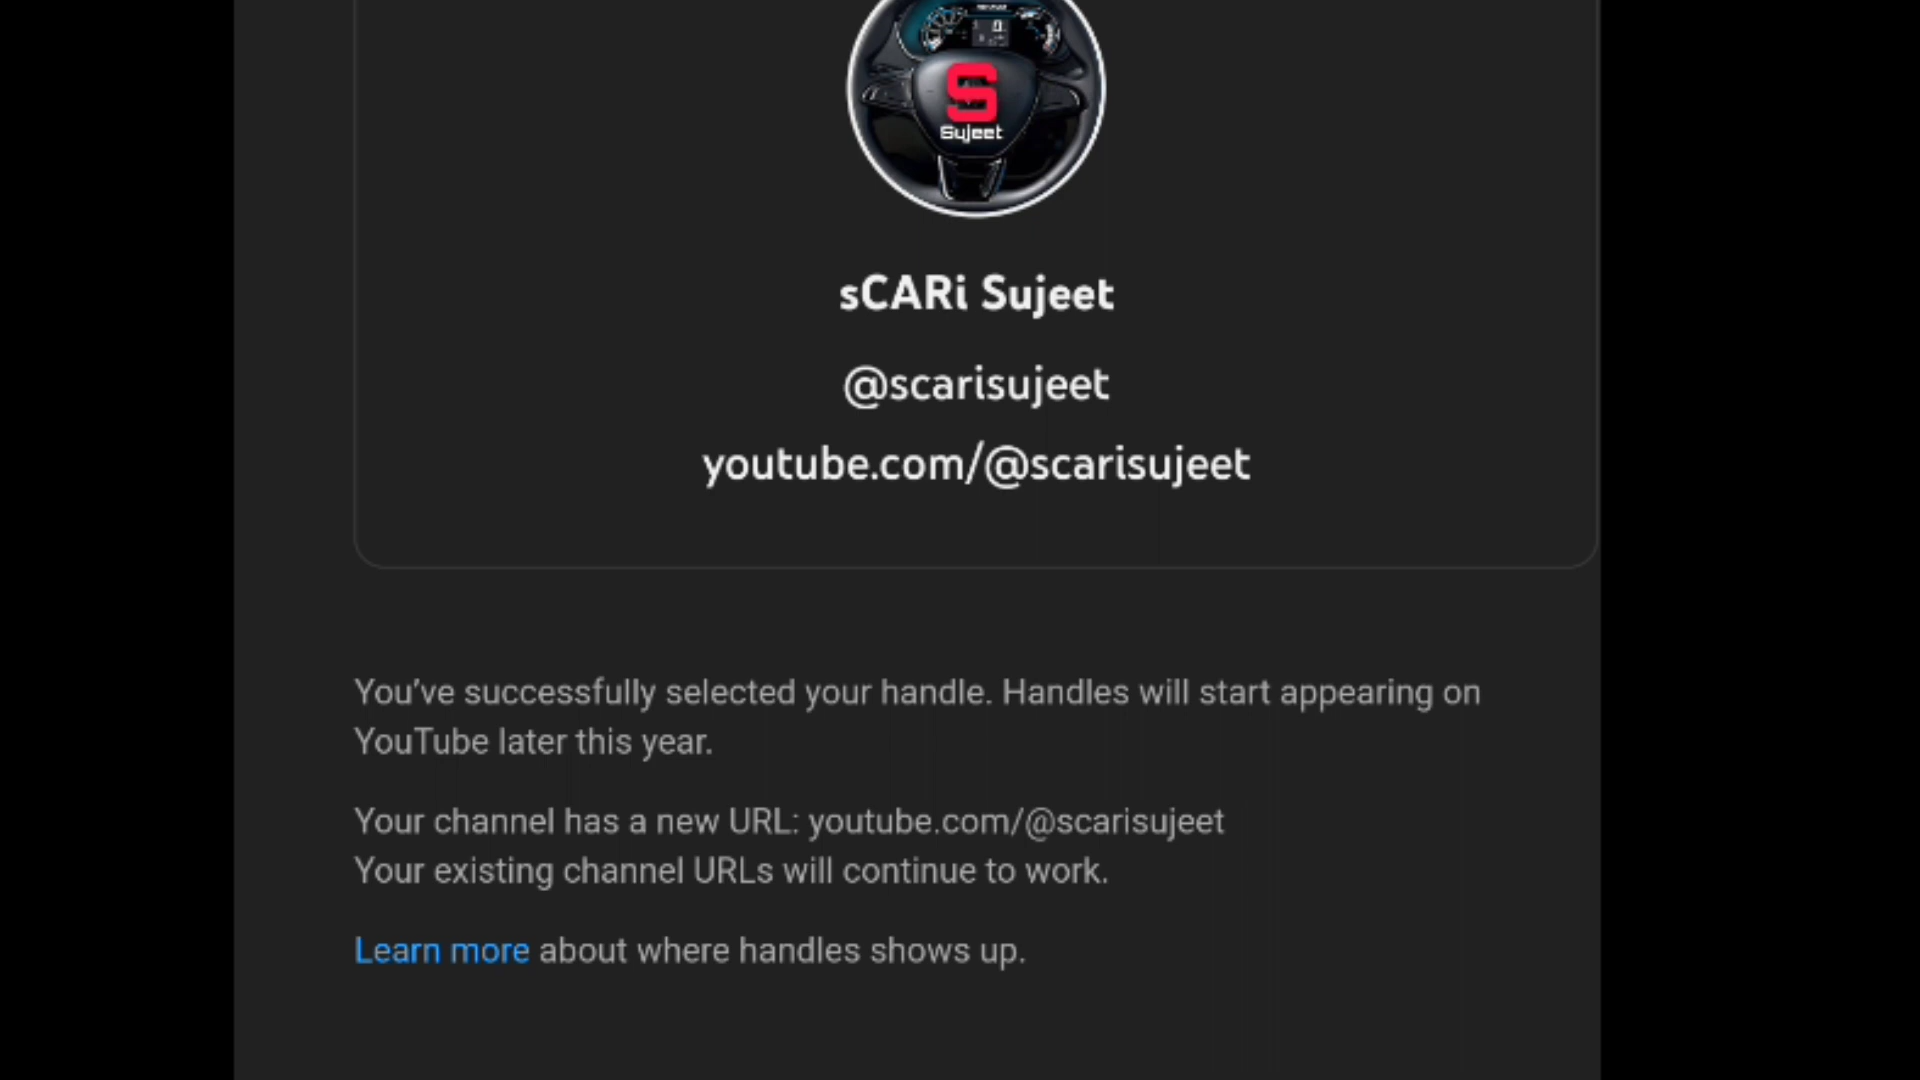 S
Sujeet
sCARi Sujeet
@scarisujeet
youtube.com/@scarisujeet
You’ve successfully selected your handle. Handles will start appearing on
YouTube later this year.
Your channel has a new URL: youtube.com/@scarisujeet
Your existing channel URLs will continue to work.
Learn more about where handles shows up.